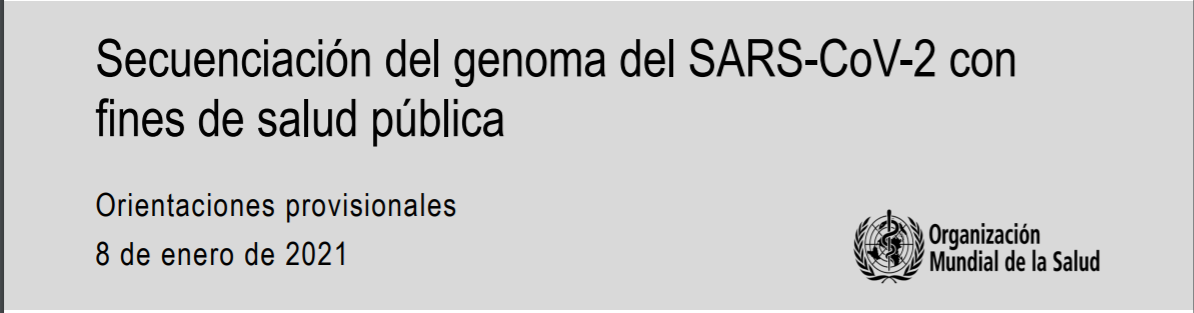 Secuenciación del genoma del SARS-CoV-2 con
fines de salud pública
Orientaciones provisionales
8 de enero de 2021
Organización
Mundial de la Salud